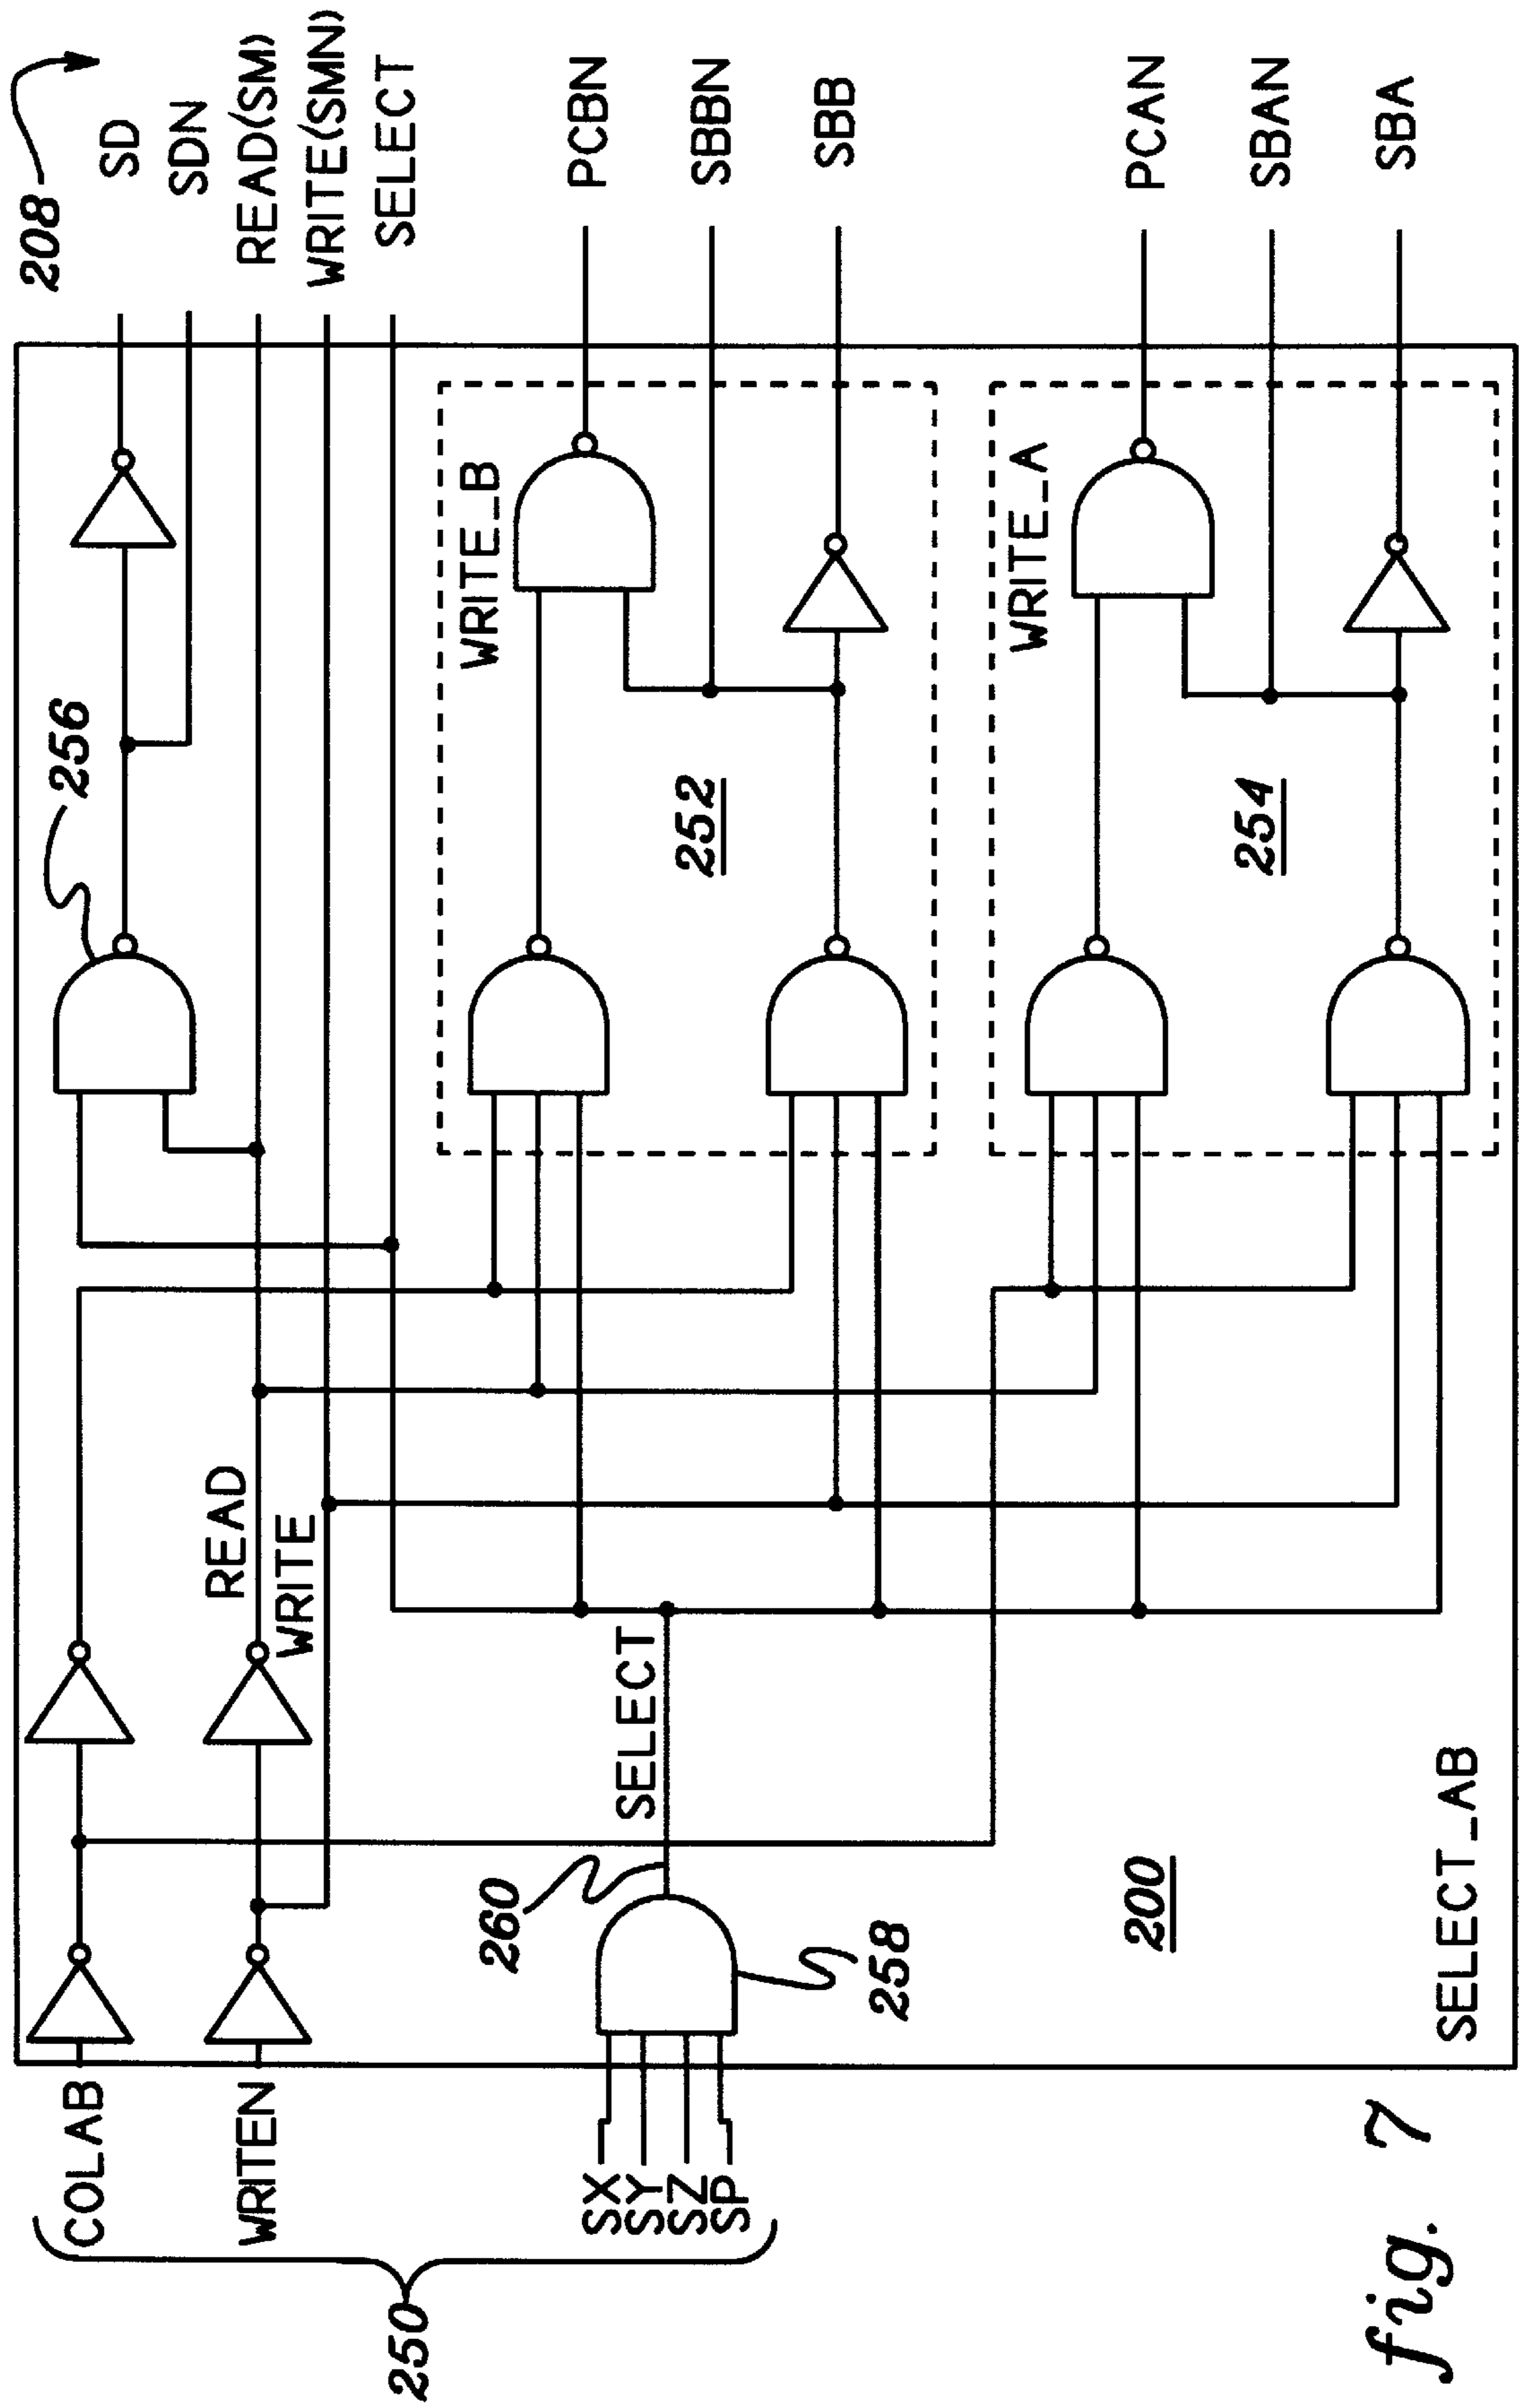 208
SD
SDN
READ(SM)
WRITE(SMN)
SELECT
256
COLAB
WRITEN
READ
WRITE
250
SX
SY
SZ
SP
260
258
SELECT
WRITE_B
252
PCBN
SBBN
SBB
WRITE_A
254
PCAN
SBAN
SBA
200
SELECT_AB
fig. 7